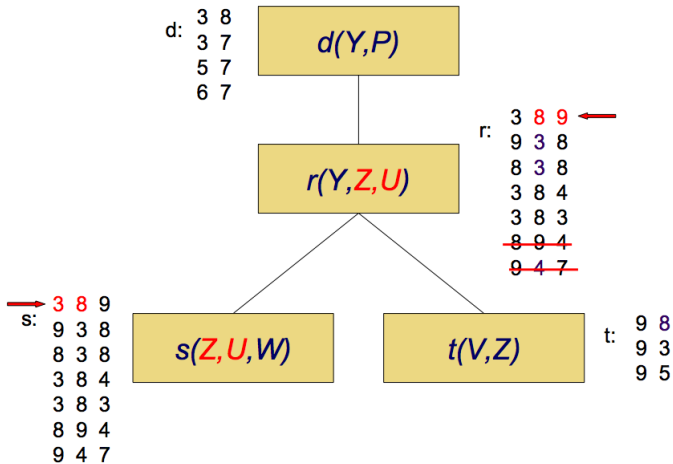 d:
3 8
3 7
5 7
6 7
d(Y,P)
r(Y,Z,U)
r:
3 8 9
9 3 8
8 3 8
3 8 4
3 8 3
8 9 4
9 4 7
s:
3 8 9
9 3 8
8 3 8
3 8 4
3 8 3
8 9 4
9 4 7
s(Z,U,W)
t(V,Z)
t:
9 8
9 3
9 5